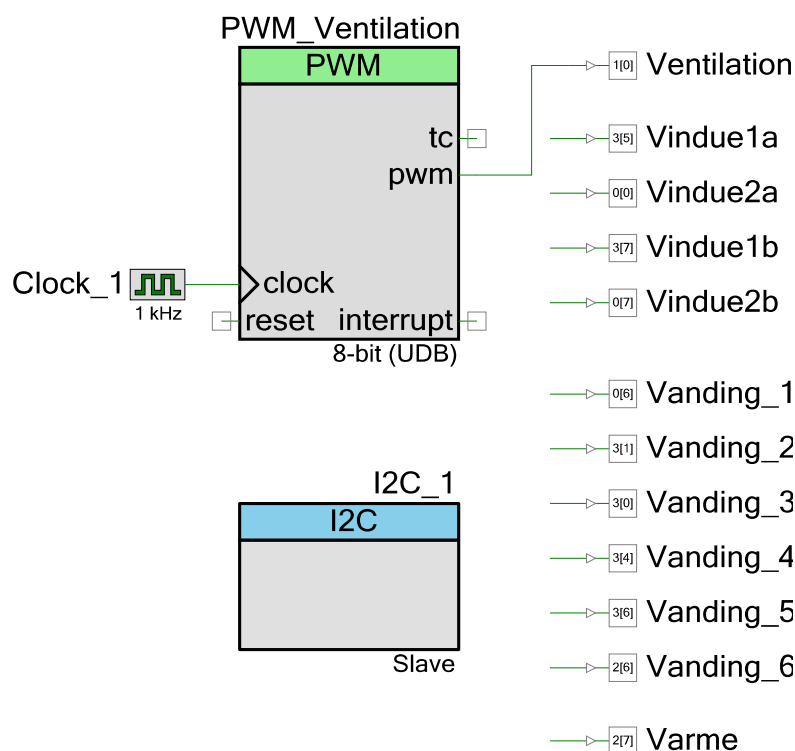 PWM_Ventilation
PWM
tc
pwm
Clock_1
1 kHz
clock
reset
interrupt
8-bit (UDB)
I2C_1
I2C
Slave
1[0] Ventilation
3[5] Vindue1a
0[0] Vindue2a
3[7] Vindue1b
0[7] Vindue2b
0[6] Vanding_1
3[1] Vanding_2
3[0] Vanding_3
3[4] Vanding_4
3[6] Vanding_5
2[6] Vanding_6
2[7] Varme